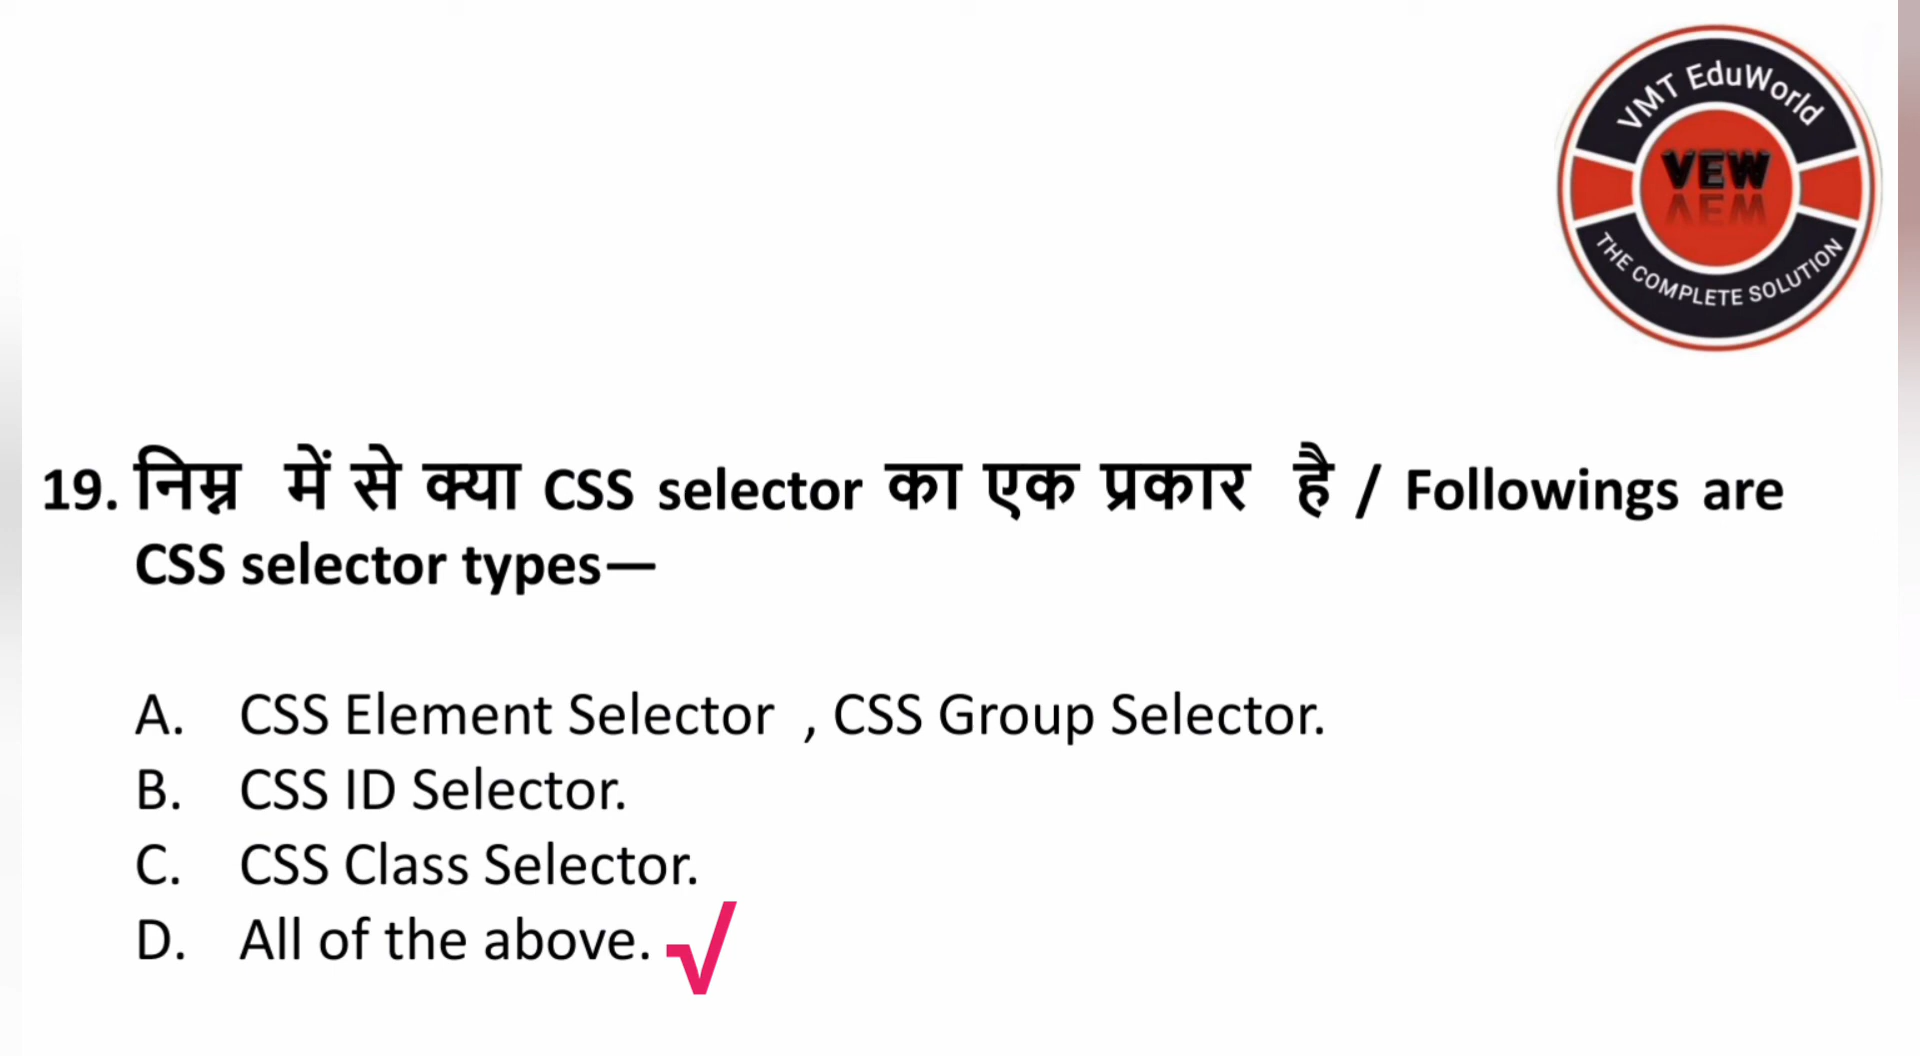 VMT EduWorld
VEW
THE COMPLETE SOLUTION
19. निम्न में से क्या CSS selector का एक प्रकार है / Followings are
CSS selector types—
A. CSS Element Selector , CSS Group Selector.
B. CSS ID Selector.
C. CSS Class Selector.
D. All of the above. √